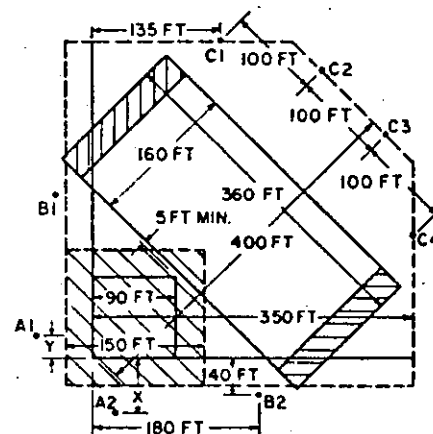 135 FT
C1
100 FT
C2
100 FT
C3
160 FT
100 FT
360 FT
B1
5 FT MIN.
400 FT
C4
90 FT
350 FT
A1
Y
150 FT
40 FT
A2
X
B2
180 FT